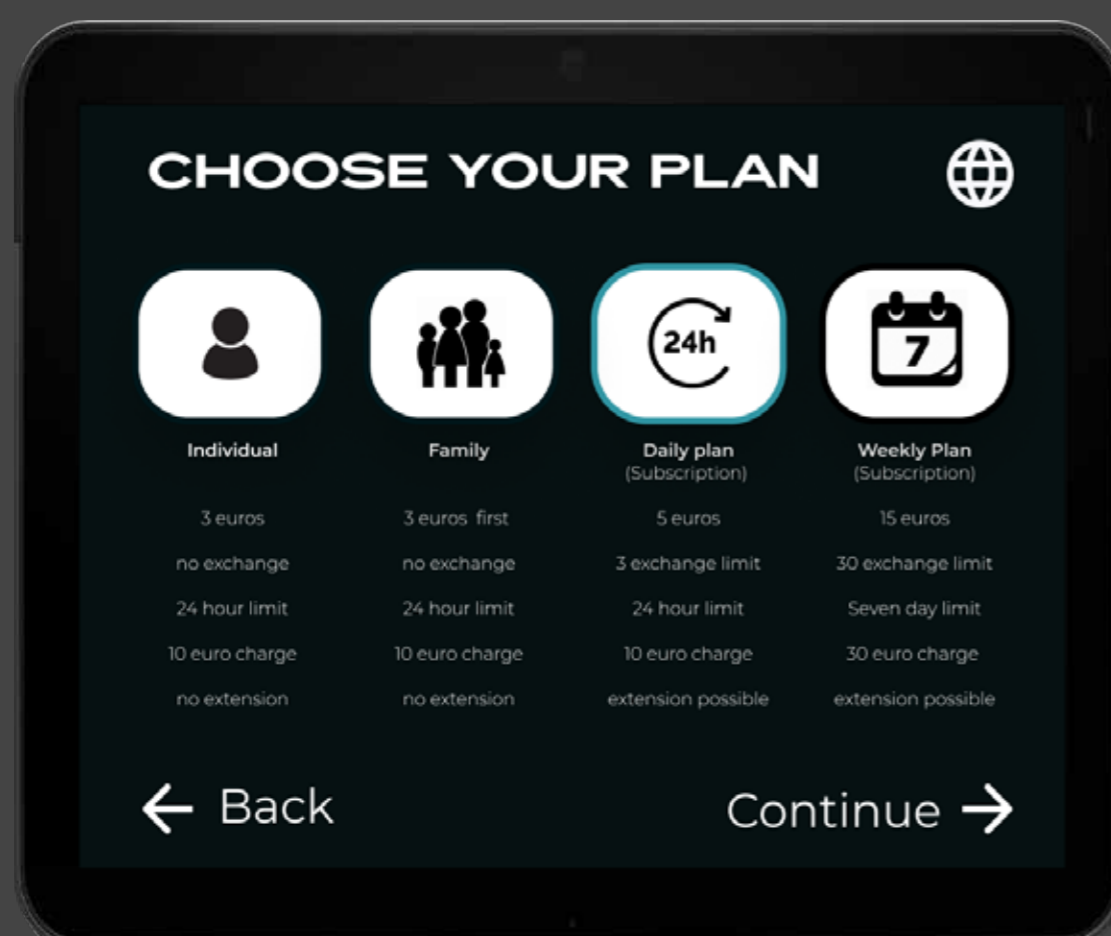 CHOOSE YOUR PLAN
24h
7
Individual
Family
Daily plan
(Subscription)
Weekly Plan
(Subscription)
3 euros
3 euros first
5 euros
15 euros
no exchange
no exchange
3 exchange limit
30 exchange limit
24 hour limit
24 hour limit
24 hour limit
Seven day limit
10 euro charge
10 euro charge
10 euro charge
30 euro charge
no extension
no extension
extension possible
extension possible
Back
Continue